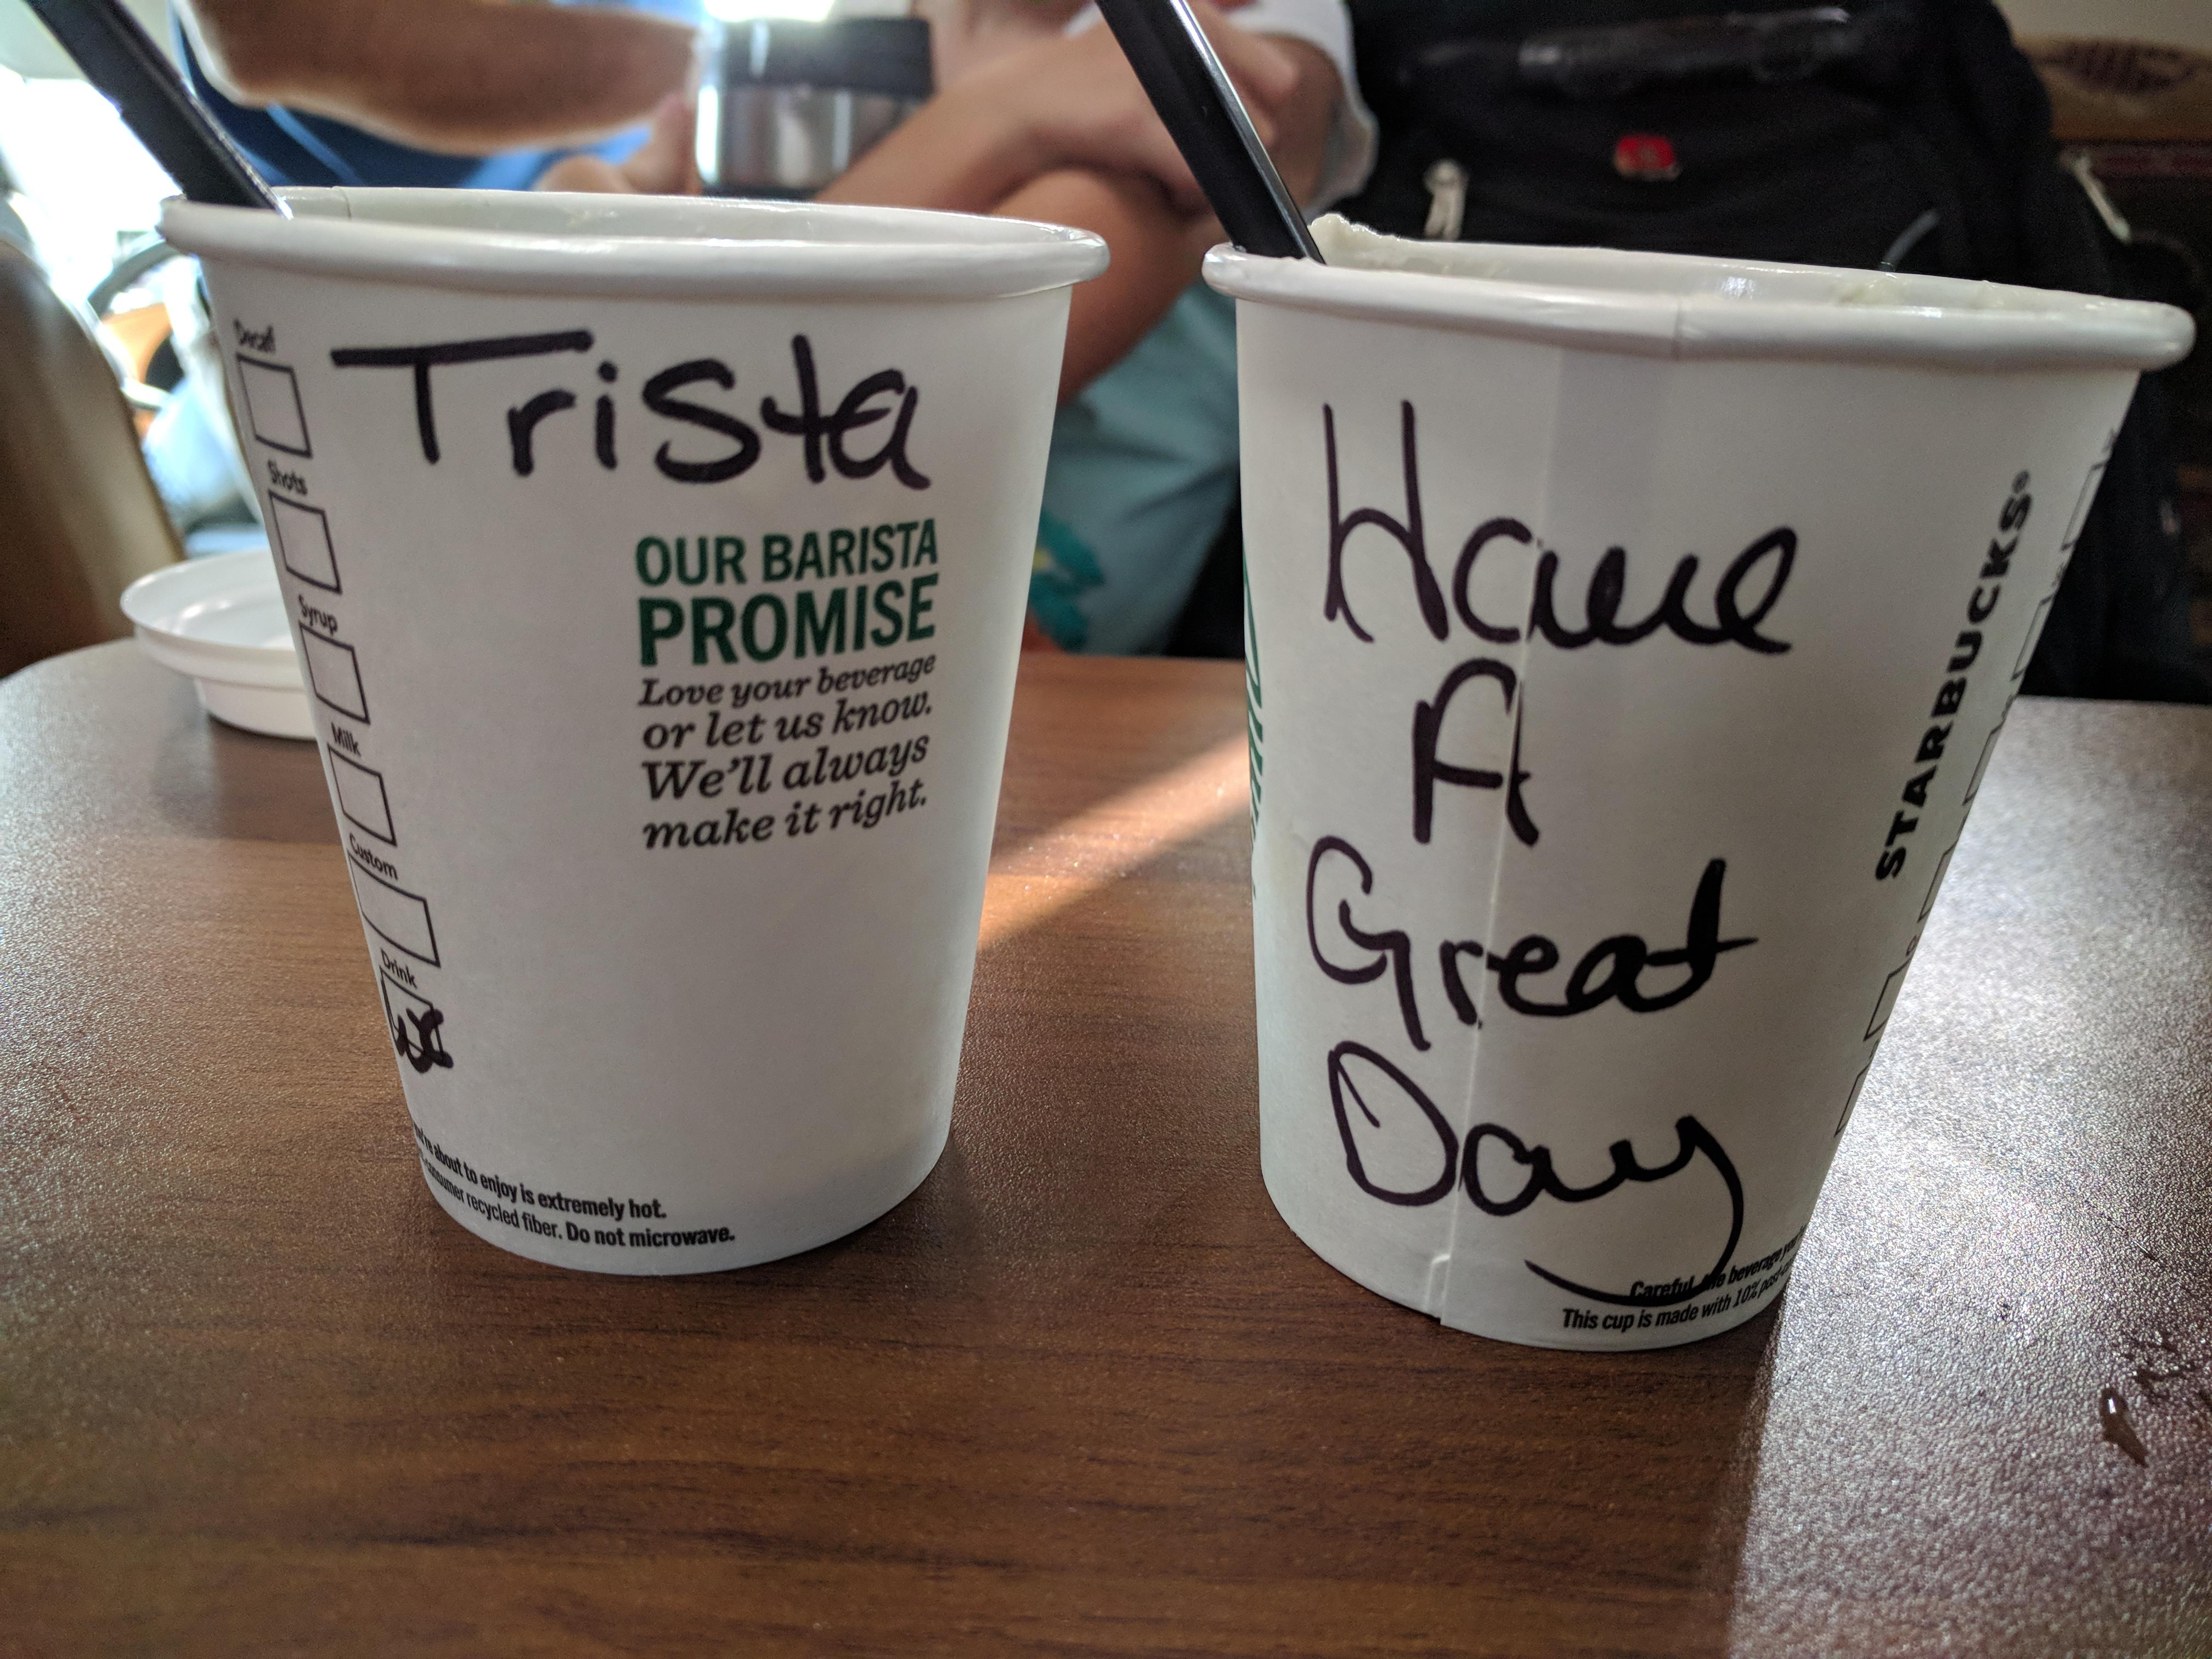 Trista
OUR BARISTA
PROMISE
Love your beverage
or let us know.
We'll always
make it right.
Decaf
Shots
Syrup
Milk
Custom
Drink
about to enjoy is extremely hot.
recycled fiber. Do not microwave.
Have
A
Great
Day
STARBUCKS®
Careful, beverage
This cup is made with 10%